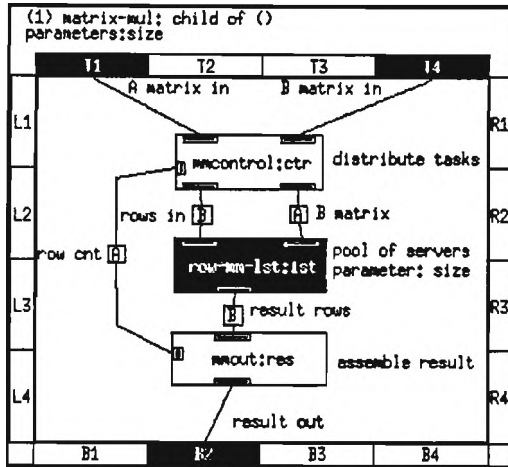 (1) matrix-mul: child of ()
parameters:size
T1 T2 T3 T4
A matrix in B matrix in
L1 R1
mmcontrol:ctr distribute tasks
L2 rows in B A B matrix R2
row cnt A row-mm-lst:lst pool of servers
parameter: size
L3 B result rows R3
mmout:res assemble result
L4 R4
result out
B1 B2 B3 B4